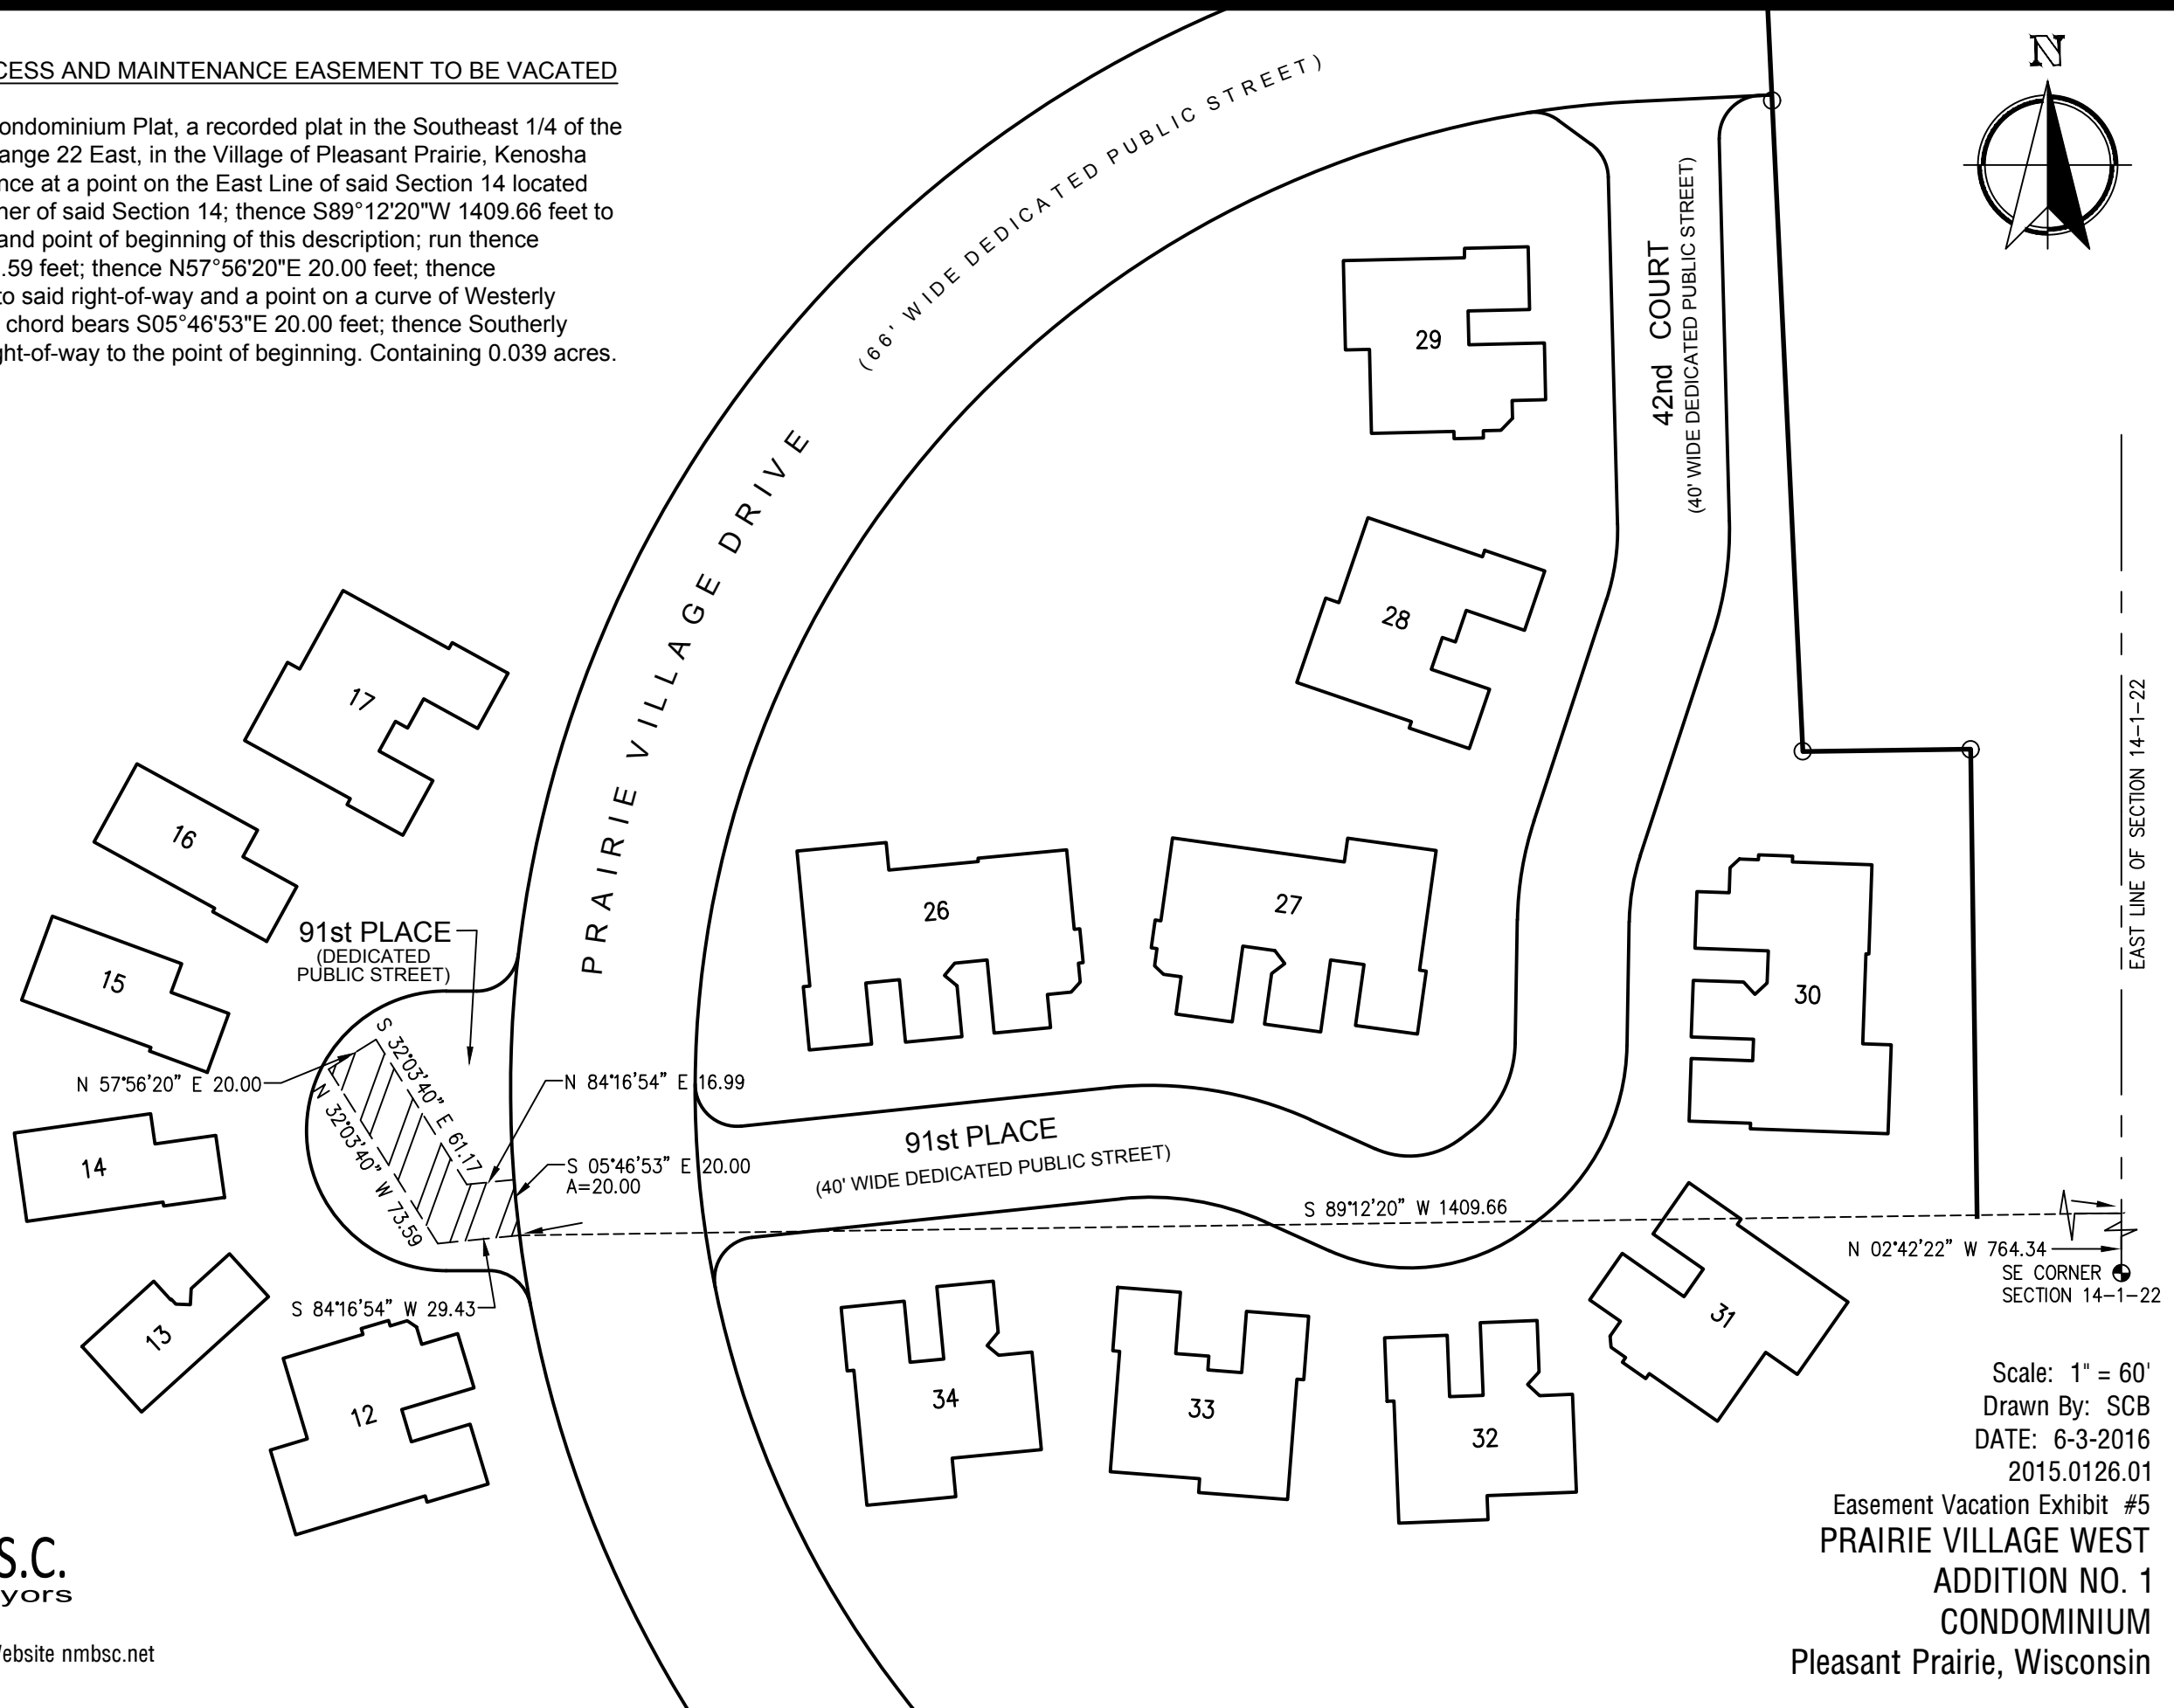 CESS AND MAINTENANCE EASEMENT TO BE VACATED
ondominium Plat, a recorded plat in the Southeast 1/4 of the
ange 22 East, in the Village of Pleasant Prairie, Kenosha
nce at a point on the East Line of said Section 14 located
ner of said Section 14; thence S89°12'20"W 1409.66 feet to
and point of beginning of this description; run thence
.59 feet; thence N57°56'20"E 20.00 feet; thence
to said right-of-way and a point on a curve of Westerly
chord bears S05°46'53"E 20.00 feet; thence Southerly
ght-of-way to the point of beginning. Containing 0.039 acres.
N
PRAIRIE VILLAGE DRIVE
(66' WIDE DEDICATED PUBLIC STREET)
42nd COURT
(40' WIDE DEDICATED PUBLIC STREET)
29
28
17
16
15
14
13
12
26
27
30
31
32
33
34
EAST LINE OF SECTION 14-1-22
91st PLACE
(DEDICATED
PUBLIC STREET)
N 57°56'20" E 20.00
S 32°03'40" E 61.17
N 32°03'40" W 73.59
N 84°16'54" E 16.99
S 05°46'53" E 20.00
A=20.00
S 84°16'54" W 29.43
91st PLACE
(40' WIDE DEDICATED PUBLIC STREET)
S 89°12'20" W 1409.66
N 02°42'22" W 764.34
SE CORNER
SECTION 14-1-22
Scale: 1" = 60'
Drawn By: SCB
DATE: 6-3-2016
2015.0126.01
Easement Vacation Exhibit #5
PRAIRIE VILLAGE WEST
ADDITION NO. 1
CONDOMINIUM
Pleasant Prairie, Wisconsin
S.C.
yors
Website nmbsc.net